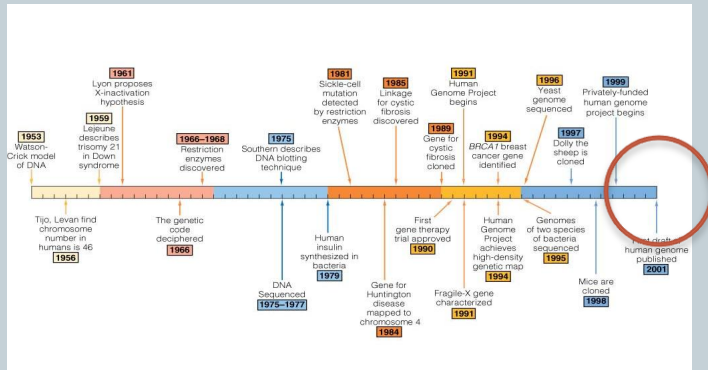 1953
Watson-
Crick model
of DNA
1959
Lejeune
describes
trisomy 21
in Down
syndrome
1961
Lyon proposes
X-inactivation
hypothesis
1966–1968
Restriction
enzymes
discovered
1975
Southern describes
DNA blotting
technique
1981
Sickle-cell
mutation
detected
by restriction
enzymes
1985
Linkage
for cystic
fibrosis
discovered
1989
Gene for
cystic
fibrosis
cloned
1991
Human
Genome Project
begins
1994
BRCA1 breast
cancer gene
identified
1996
Yeast
genome
sequenced
1997
Dolly the
sheep is
cloned
1999
Privately-funded
human genome
project begins
Tijo, Levan find
chromosome
number in
humans is 46
1956
The genetic
code
deciphered
1966
DNA
Sequenced
1975–1977
Human
insulin
synthesized in
bacteria
1979
Gene for
Huntington
disease
mapped to
chromosome 4
1984
First
gene therapy
trial approved
1990
Fragile-X gene
characterized
1991
Human
Genome
Project
achieves
high-density
genetic map
1994
Genomes
of two species
of bacteria
sequenced
1995
Mice are
cloned
1998
First draft of
human genome
published
2001